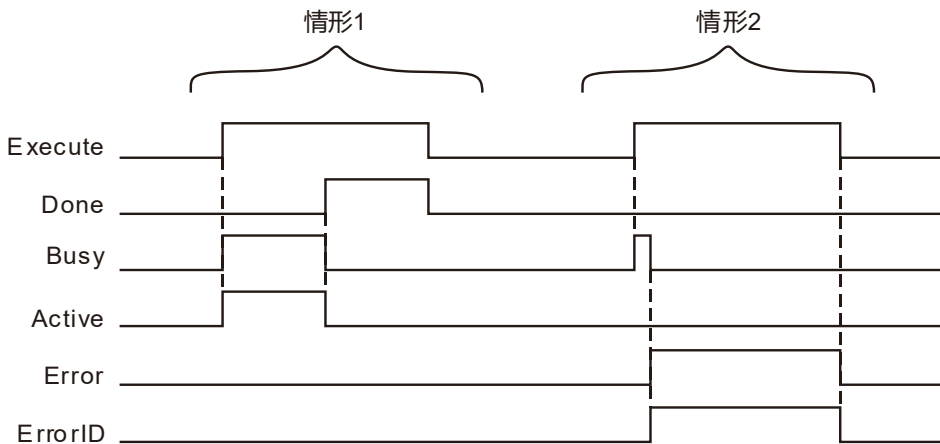 情形1
情形2
Execute
Done
Busy
Active
Error
ErrorID